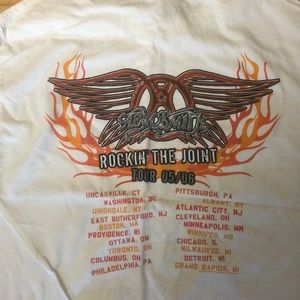 AEROSMITH
ROCKIN THE JOINT
TOUR 05/06
UNCASVILLE, CT
WASHINGTON, DC
UNIONDALE, NY
EAST RUTHERFORD, NJ
BOSTON, MA
PROVIDENCE, RI
OTTAWA, ON
TORONTO, ON
COLUMBUS, OH
PHILADELPHIA, PA
PITTSBURGH, PA
ALBANY, NY
ATLANTIC CITY, NJ
CLEVELAND, OH
MINNEAPOLIS, MN
WINNIPEG, MB
CHICAGO, IL
MILWAUKEE, WI
DETROIT, MI
GRAND RAPIDS, MI